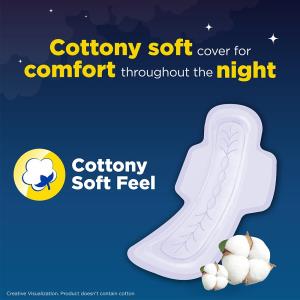 Cottony soft cover for
comfort throughout the night
Cottony
Soft Feel
Creative Visualization. Product doesn't contain cotton